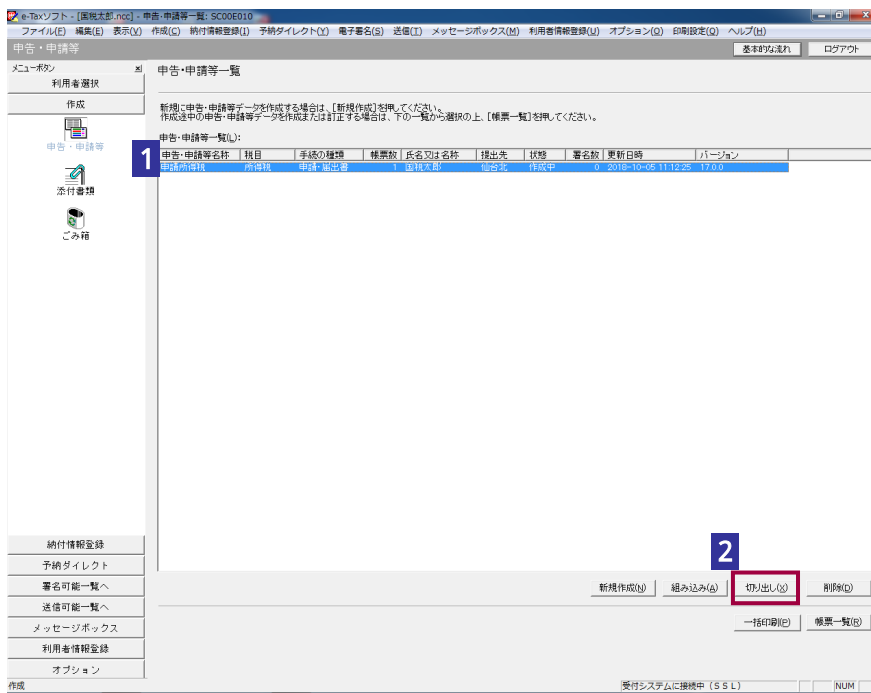 e-Taxソフト - [国税太郎.ncc] - 申告･申請等一覧: SC00E010
ファイル(F) 編集(E) 表示(V) 作成(C) 納付情報登録(I) 予納ダイレクト(Y) 電子署名(S) 送信(T) メッセージボックス(M) 利用者情報登録(U) オプション(O) 印刷設定(Q) ヘルプ(H)
申告・申請等
基本的な流れ ログアウト
メニューボタン
利用者選択
作成
申告・申請等
添付書類
ごみ箱
申告・申請等一覧
新規に申告・申請等データを作成する場合は、[新規作成]を押してください。
作成途中の申告・申請等データを作成または訂正する場合は、下の一覧から選択の上、[帳票一覧]を押してください。
申告・申請等一覧(L):
1
申告・申請等名称 税目 手続の種類 帳票数 氏名又は名称 提出先 状態 署名数 更新日時 バージョン
申請所得税 所得税 申請・届出書 1 国税太郎 仙台北 作成中 0 2018-10-05 11:12:25 17.0.0
2
新規作成(N) 組み込み(A) 切り出し(X) 削除(D)
一括印刷(P) 帳票一覧(R)
納付情報登録
予納ダイレクト
署名可能一覧へ
送信可能一覧へ
メッセージボックス
利用者情報登録
オプション
作成
受付システムに接続中（ＳＳＬ） NUM